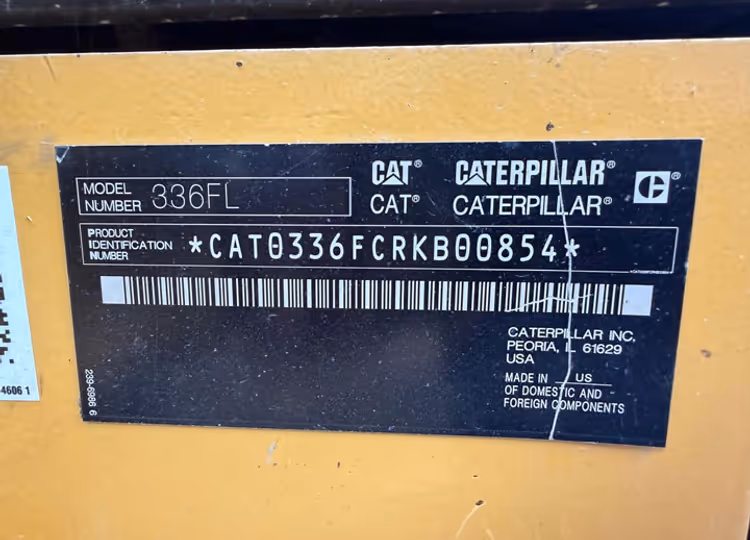 MODEL
NUMBER 336FL
CAT® CATERPILLAR®
CAT® CATERPILLAR®
C®
PRODUCT
IDENTIFICATION
NUMBER
*CAT0336FCRKB00854*
CATERPILLAR INC.
PEORIA, IL 61629
USA
MADE IN US
OF DOMESTIC AND
FOREIGN COMPONENTS
239-6986 6
4606 1